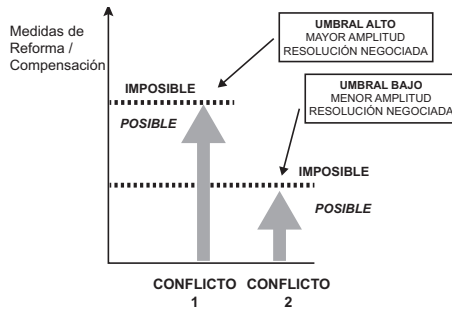 Medidas de
Reforma /
Compensación
UMBRAL ALTO
MAYOR AMPLITUD
RESOLUCIÓN NEGOCIADA
IMPOSIBLE
POSIBLE
UMBRAL BAJO
MENOR AMPLITUD
RESOLUCIÓN NEGOCIADA
IMPOSIBLE
POSIBLE
CONFLICTO
1
CONFLICTO
2